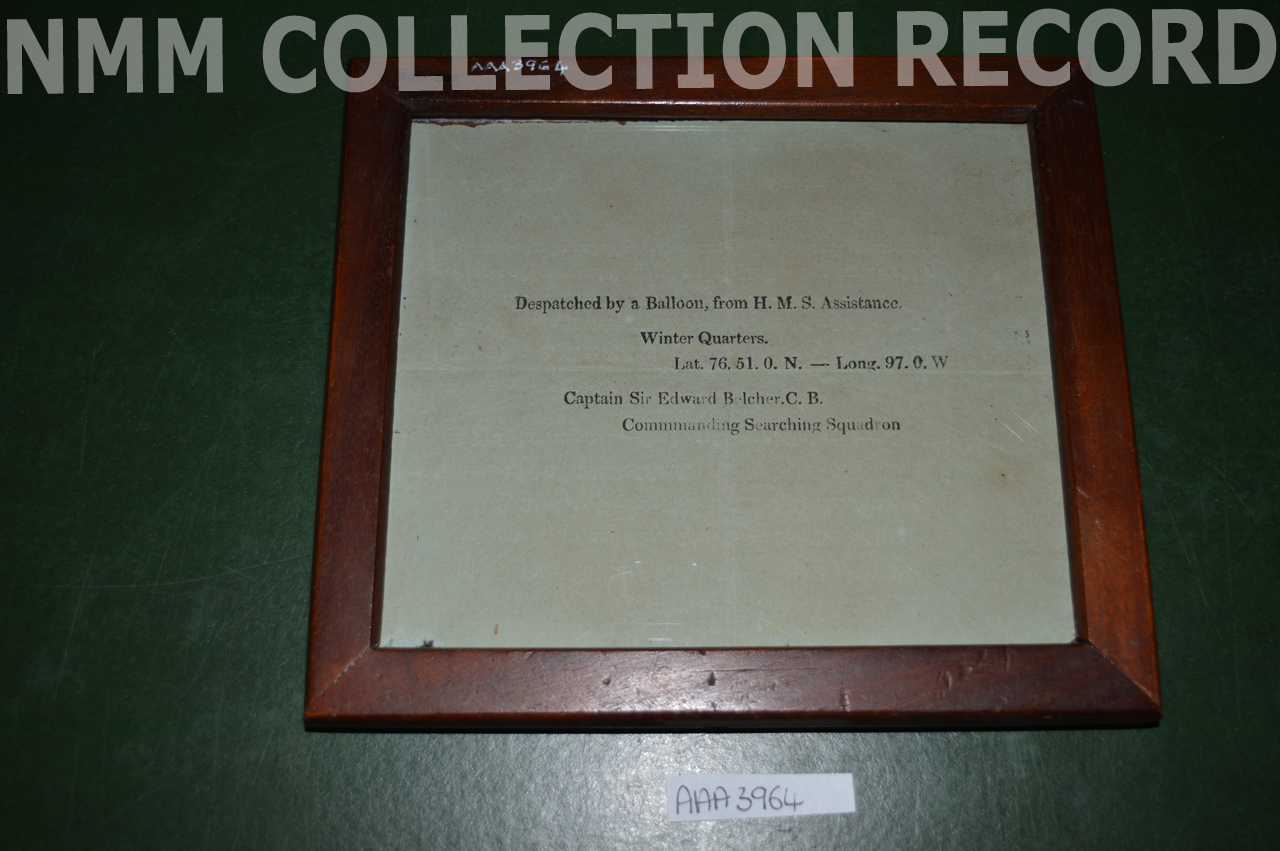 NMM COLLECTION RECORD
AAA3964
Despatched by a Balloon, from H. M. S. Assistance.
Winter Quarters.
Lat. 76. 51. 0. N. — Long. 97. 0. W
Captain Sir Edward Belcher.C. B.
Commmanding Searching Squadron
AAA3964